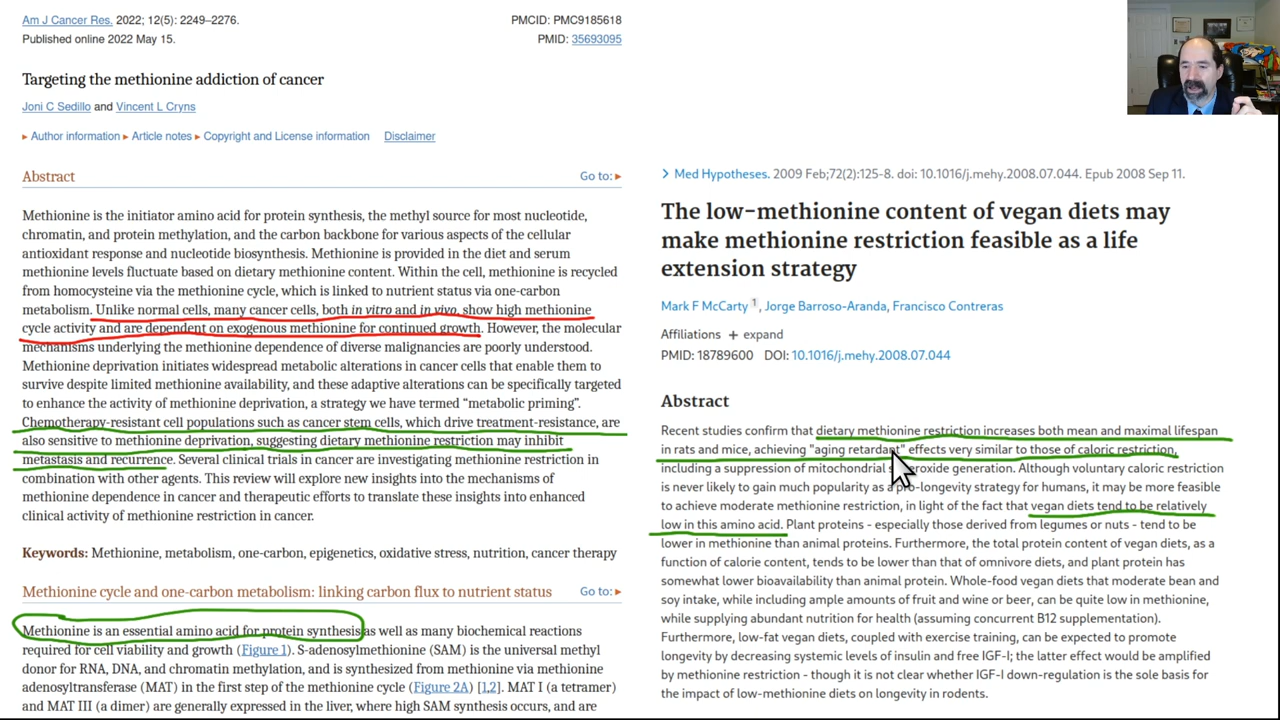 Am J Cancer Res. 2022; 12(5): 2249–2276.
PMCID: PMC9185618
Published online 2022 May 15.
PMID: 35693095
Targeting the methionine addiction of cancer
Joni C Sedillo and Vincent L Cryns
▸ Author information ▸ Article notes ▸ Copyright and License information Disclaimer
Abstract
Go to: ▸
Methionine is the initiator amino acid for protein synthesis, the methyl source for most nucleotide,
chromatin, and protein methylation, and the carbon backbone for various aspects of the cellular
antioxidant response and nucleotide biosynthesis. Methionine is provided in the diet and serum
methionine levels fluctuate based on dietary methionine content. Within the cell, methionine is recycled
from homocysteine via the methionine cycle, which is linked to nutrient status via one-carbon
metabolism. Unlike normal cells, many cancer cells, both in vitro and in vivo, show high methionine
cycle activity and are dependent on exogenous methionine for continued growth. However, the molecular
mechanisms underlying the methionine dependence of diverse malignancies are poorly understood.
Methionine deprivation initiates widespread metabolic alterations in cancer cells that enable them to
survive despite limited methionine availability, and these adaptive alterations can be specifically targeted
to enhance the activity of methionine deprivation, a strategy we have termed “metabolic priming”.
Chemotherapy-resistant cell populations such as cancer stem cells, which drive treatment-resistance, are
also sensitive to methionine deprivation, suggesting dietary methionine restriction may inhibit
metastasis and recurrence. Several clinical trials in cancer are investigating methionine restriction in
combination with other agents. This review will explore new insights into the mechanisms of
methionine dependence in cancer and therapeutic efforts to translate these insights into enhanced
clinical activity of methionine restriction in cancer.
Keywords: Methionine, metabolism, one-carbon, epigenetics, oxidative stress, nutrition, cancer therapy
Methionine cycle and one-carbon metabolism: linking carbon flux to nutrient status
Go to: ▸
Methionine is an essential amino acid for protein synthesis as well as many biochemical reactions
required for cell viability and growth (Figure 1). S-adenosylmethionine (SAM) is the universal methyl
donor for RNA, DNA, and chromatin methylation, and is synthesized from methionine via methionine
adenosyltransferase (MAT) in the first step of the methionine cycle (Figure 2A) [1,2]. MAT I (a tetramer)
and MAT III (a dimer) are generally expressed in the liver, where high SAM synthesis occurs, and are
> Med Hypotheses. 2009 Feb;72(2):125-8. doi: 10.1016/j.mehy.2008.07.044. Epub 2008 Sep 11.
The low-methionine content of vegan diets may
make methionine restriction feasible as a life
extension strategy
Mark F McCarty 1, Jorge Barroso-Aranda, Francisco Contreras
Affiliations + expand
PMID: 18789600 DOI: 10.1016/j.mehy.2008.07.044
Abstract
Recent studies confirm that dietary methionine restriction increases both mean and maximal lifespan
in rats and mice, achieving "aging retardant" effects very similar to those of caloric restriction,
including a suppression of mitochondrial generation. Although voluntary caloric restriction
is never likely to gain much popularity as a pro-longevity strategy for humans, it may be more feasible
to achieve moderate methionine restriction, in light of the fact that vegan diets tend to be relatively
low in this amino acid. Plant proteins - especially those derived from legumes or nuts - tend to be
lower in methionine than animal proteins. Furthermore, the total protein content of vegan diets, as a
function of calorie content, tends to be lower than that of omnivore diets, and plant protein has
somewhat lower bioavailability than animal protein. Whole-food vegan diets that moderate bean and
soy intake, while including ample amounts of fruit and wine or beer, can be quite low in methionine,
while supplying abundant nutrition for health (assuming concurrent B12 supplementation).
Furthermore, low-fat vegan diets, coupled with exercise training, can be expected to promote
longevity by decreasing systemic levels of insulin and free IGF-I; the latter effect would be amplified
by methionine restriction - though it is not clear whether IGF-I down-regulation is the sole basis for
the impact of low-methionine diets on longevity in rodents.